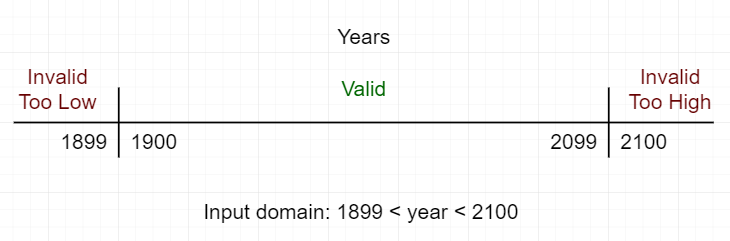 Years
Invalid
Too Low
Valid
Invalid
Too High
1899
1900
2099
2100
Input domain: 1899 < year < 2100